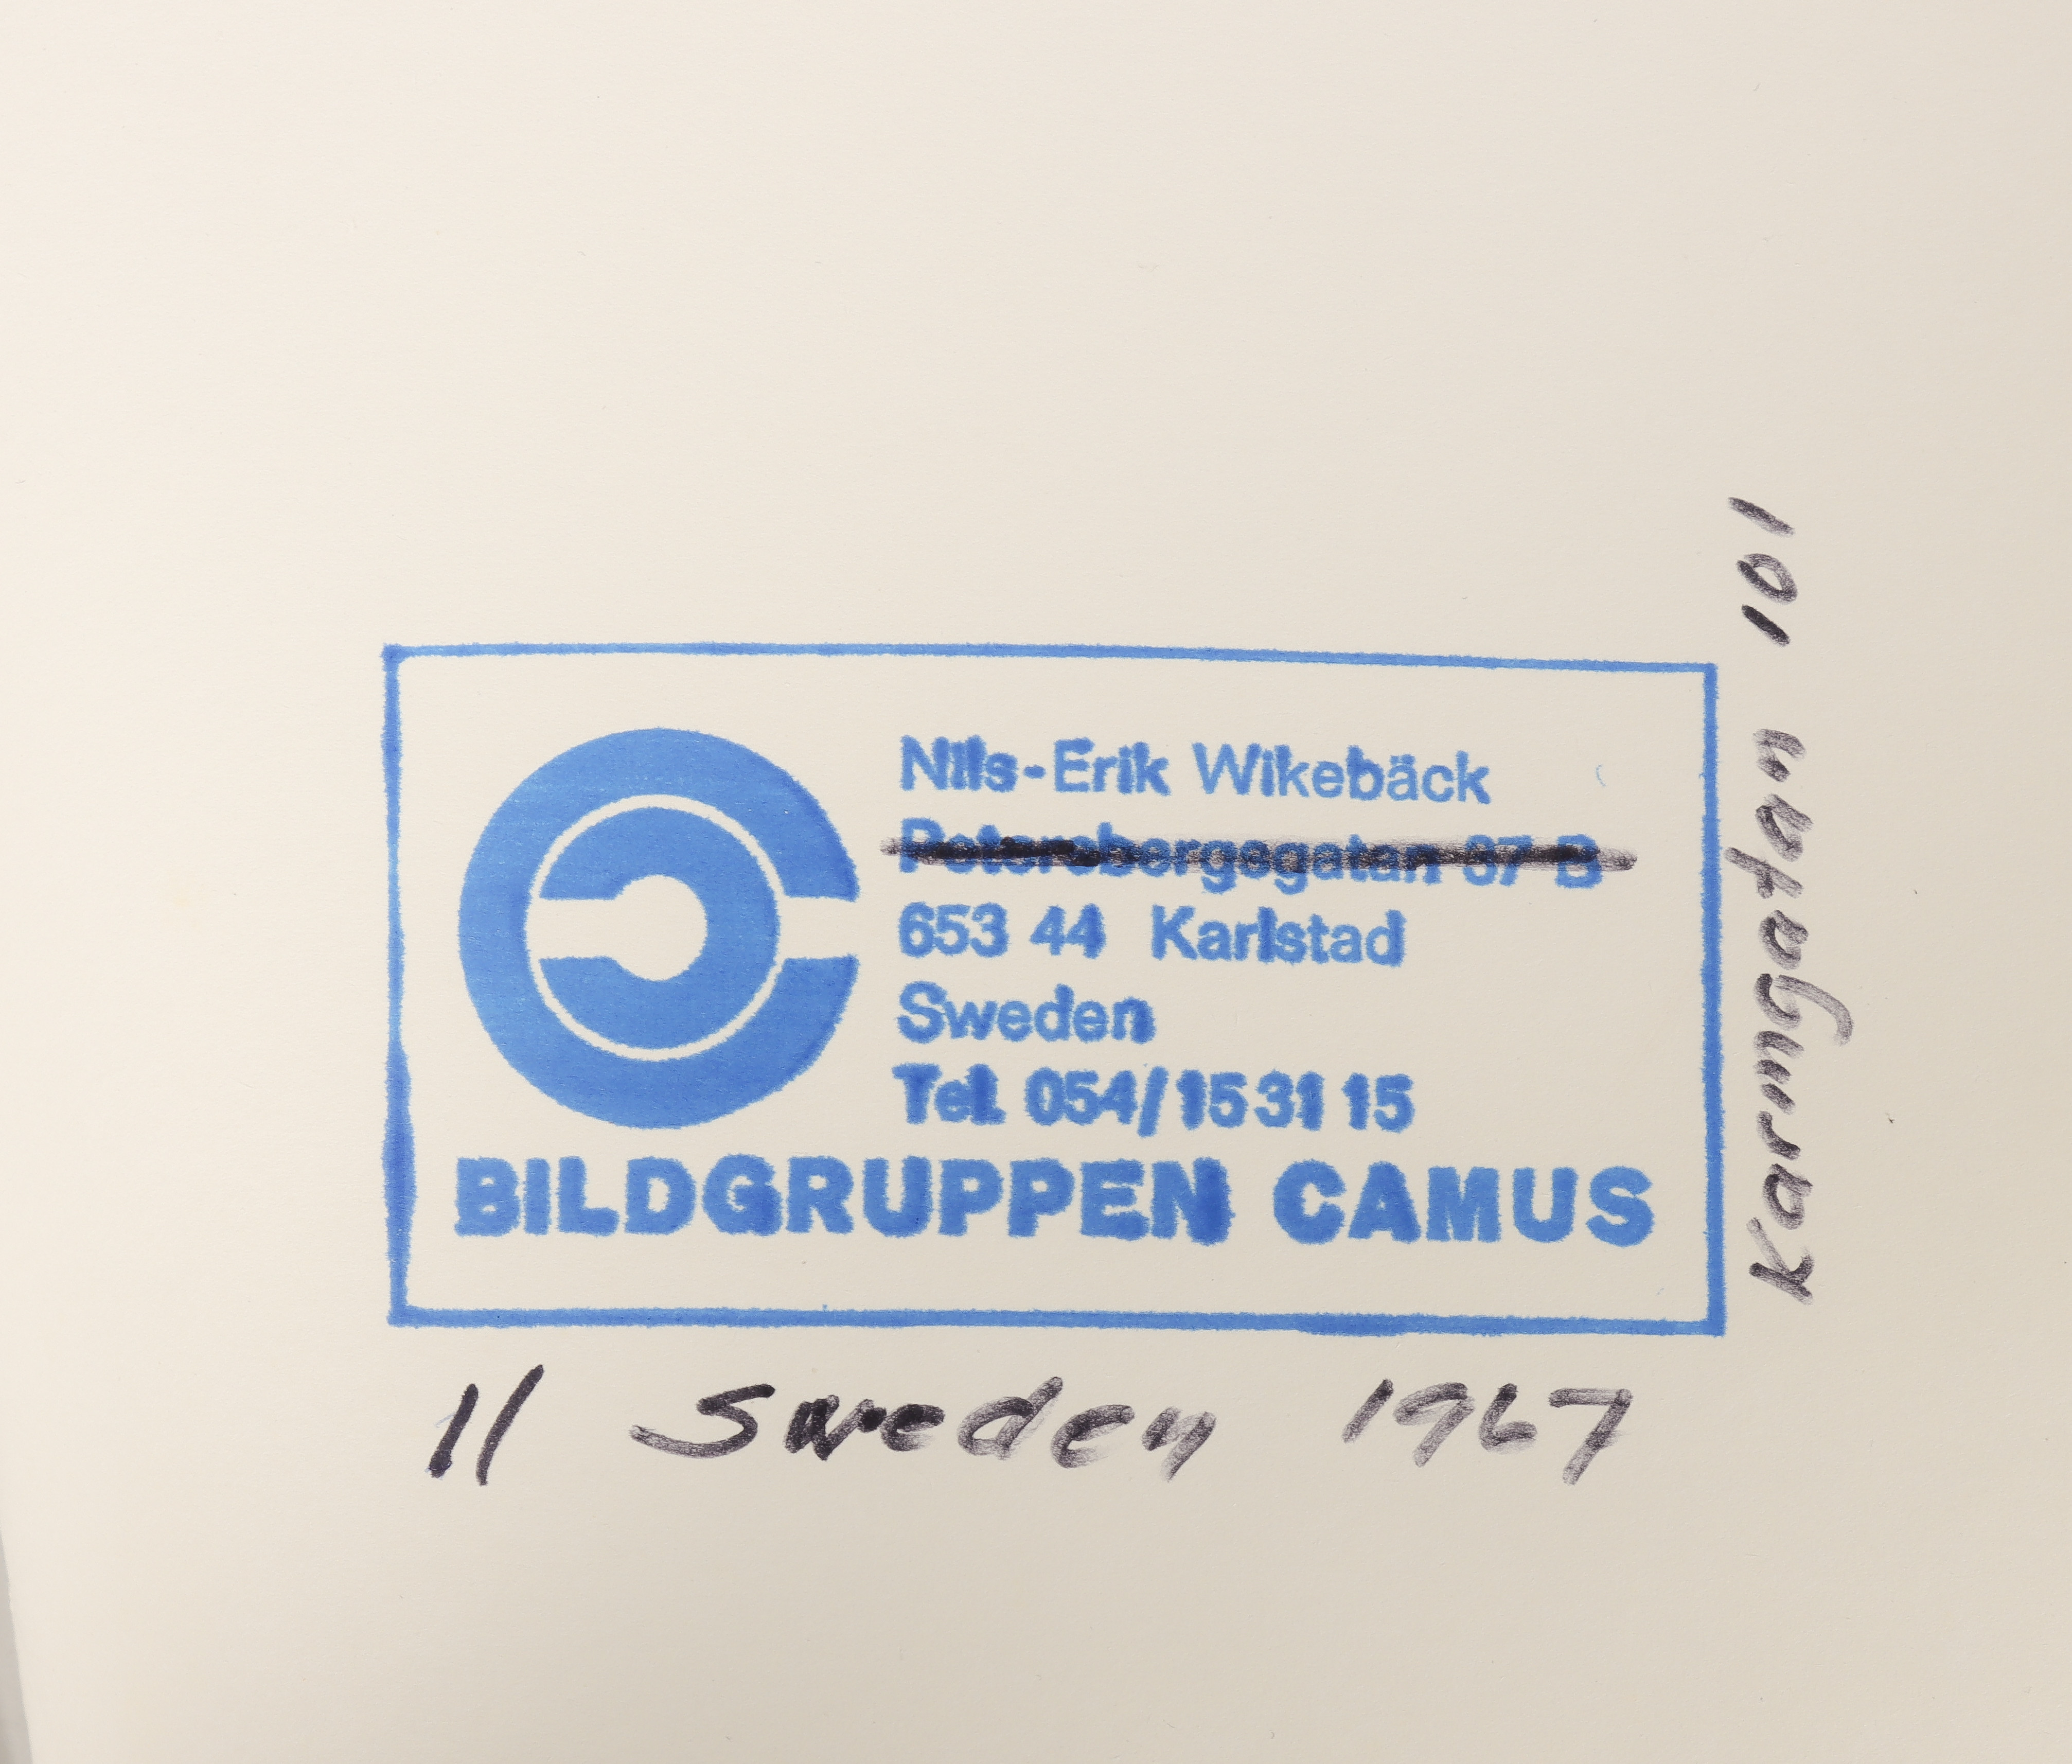 Nils-Erik Wikebäck
Petersbergsgatan 37 B
653 44 Karlstad
Sweden
Tel. 054/15 31 15
BILDGRUPPEN CAMUS
11 Sweden 1967
Karmgatan 101